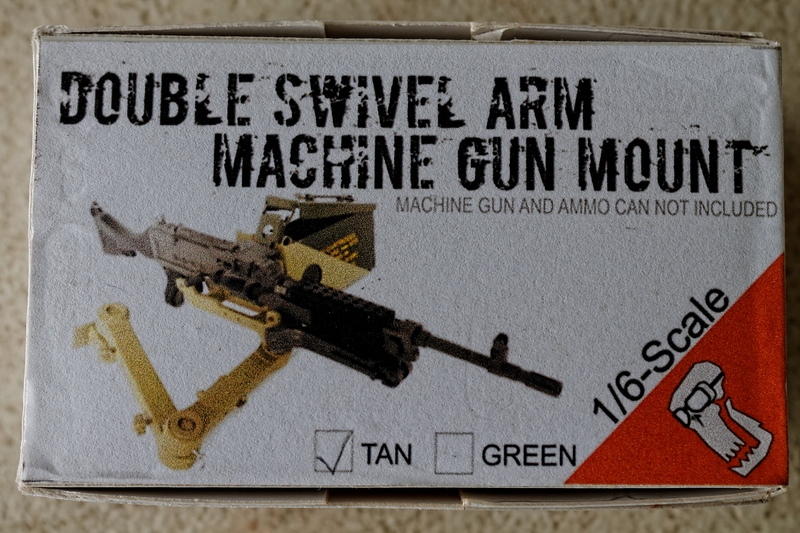 DOUBLE SWIVEL ARM
MACHINE GUN MOUNT
MACHINE GUN AND AMMO CAN NOT INCLUDED
1/6-Scale
TAN GREEN